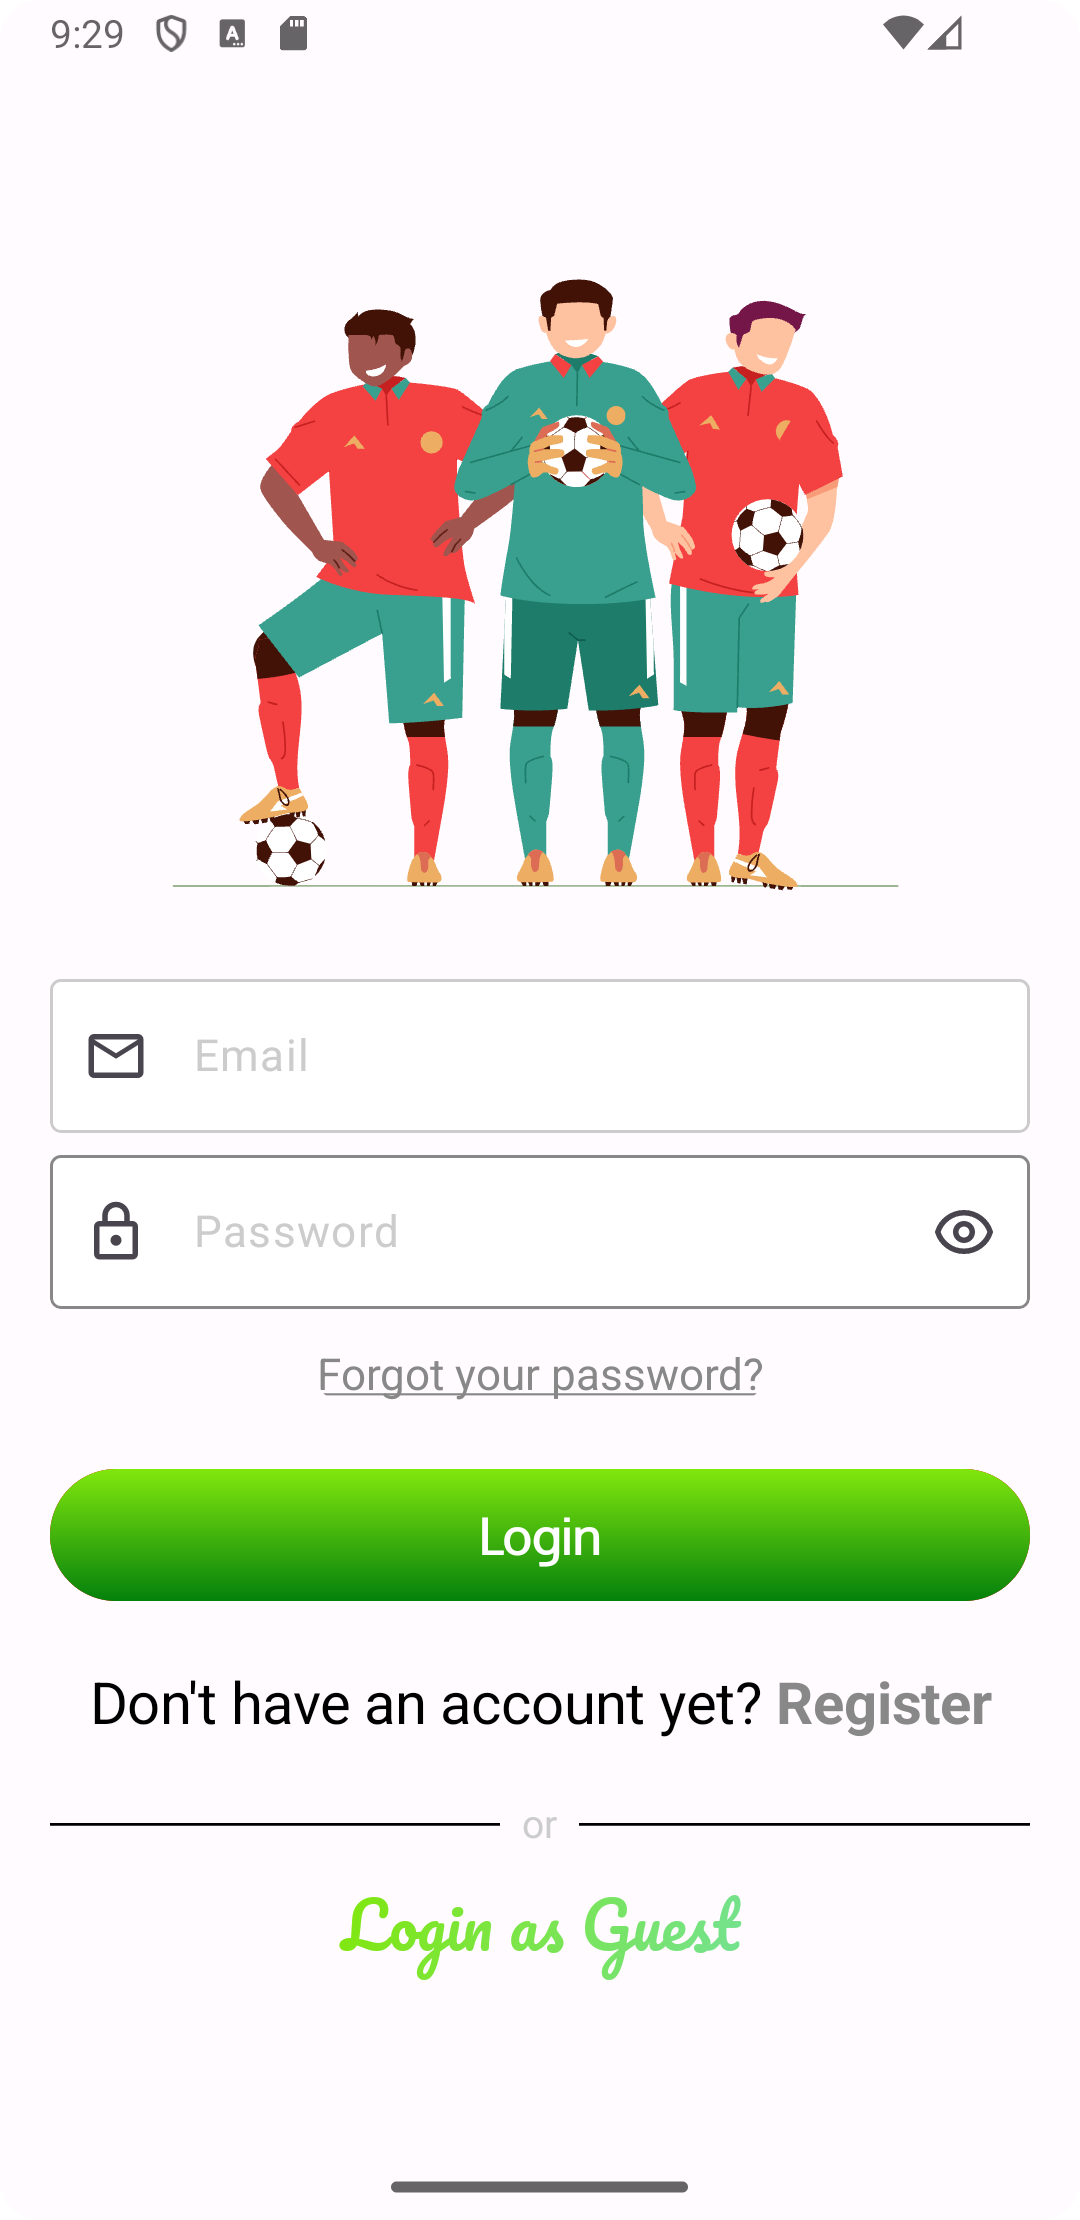 9:29
Email
Password
Forgot your password?
Login
Don't have an account yet? Register
or
Login as Guest